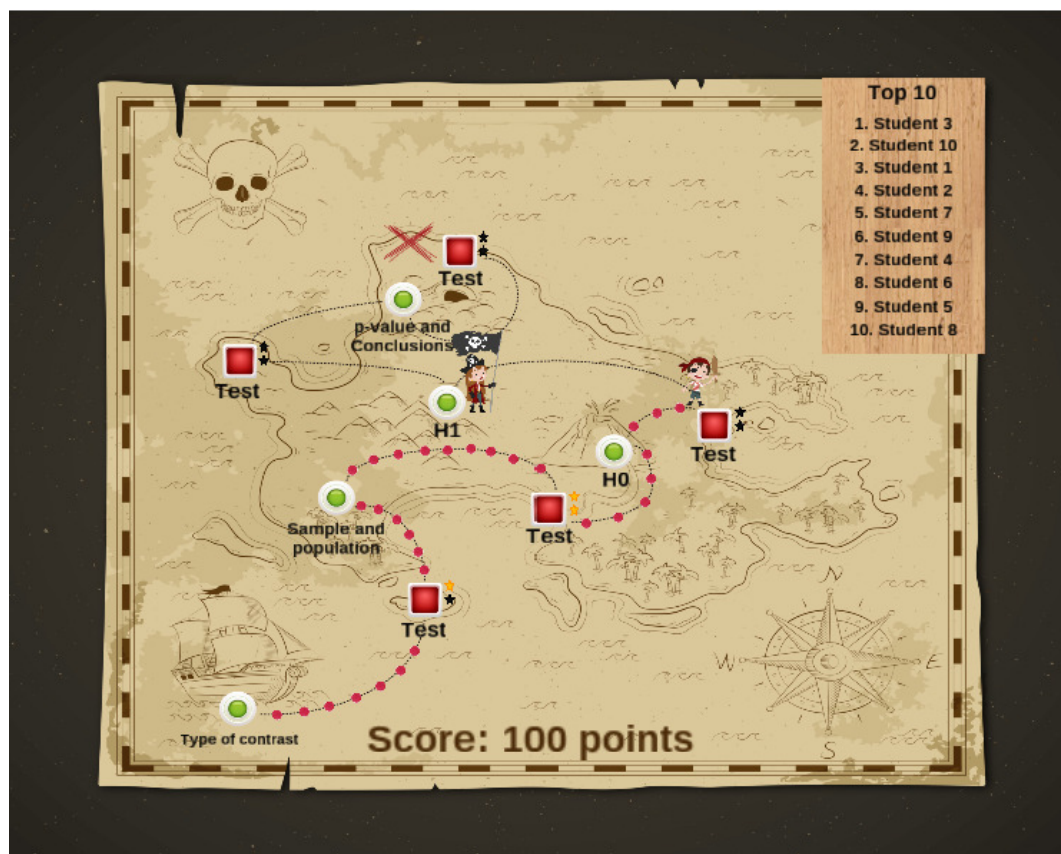 Top 10
1. Student 3
2. Student 10
3. Student 1
4. Student 2
5. Student 7
6. Student 9
7. Student 4
8. Student 6
9. Student 5
10. Student 8
Test
p-value and
Conclusions
Test
H1
Test
H0
Sample and
population
Test
Test
Type of contrast
Score: 100 points
N
W
E
S